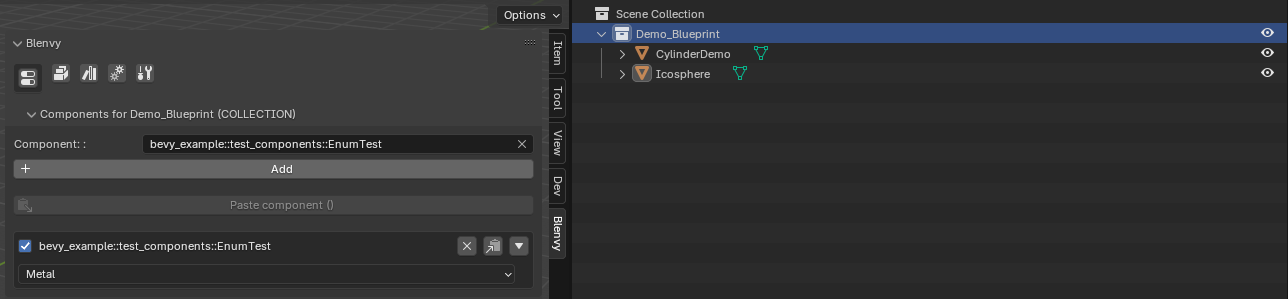 Options
Blenvy
Components for Demo_Blueprint (COLLECTION)
Component: :
bevy_example::test_components::EnumTest
Add
Paste component ()
bevy_example::test_components::EnumTest
Metal
Item
Tool
View
Dev
Blenvy
Scene Collection
Demo_Blueprint
CylinderDemo
Icosphere